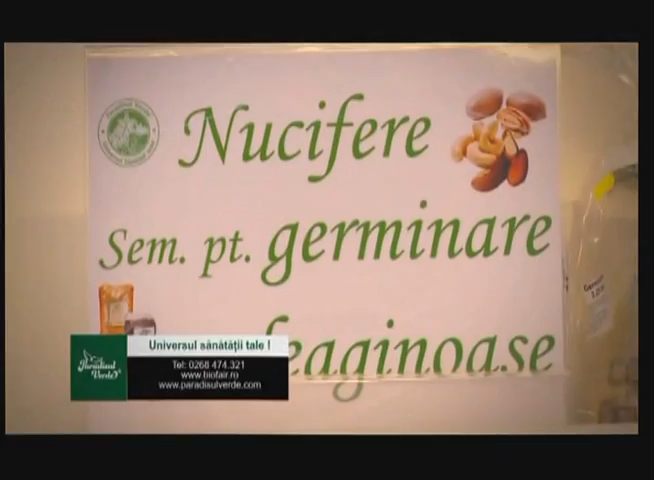 Nucifere
Sem. pt. germinare
leaginoase
Paradisul
Verde
Universul sănătăţii tale !
Tel: 0268 474.321
www.biofair.ro
www.paradisulverde.com